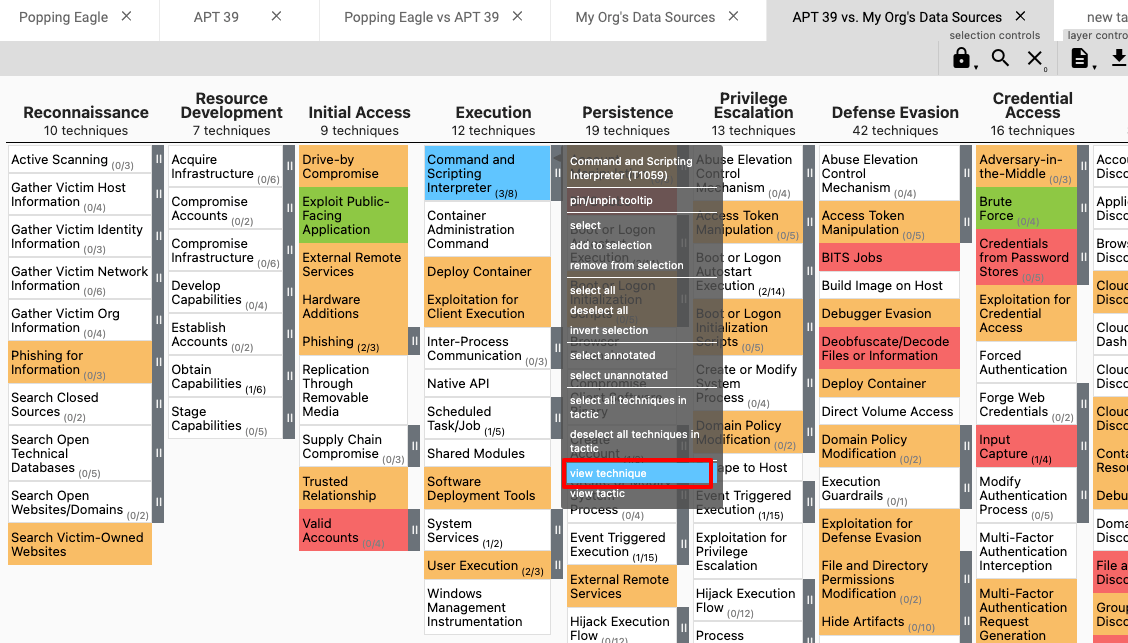 Popping Eagle ✕
APT 39 ✕
Popping Eagle vs APT 39 ✕
My Org's Data Sources ✕
APT 39 vs. My Org's Data Sources ✕
new ta
selection controls
layer contro
0
Reconnaissance
10 techniques
Active Scanning (0/3)
Gather Victim Host
Information (0/4)
Gather Victim Identity
Information (0/3)
Gather Victim Network
Information (0/6)
Gather Victim Org
Information (0/4)
Phishing for
Information (0/3)
Search Closed
Sources (0/2)
Search Open
Technical
Databases (0/5)
Search Open
Websites/Domains (0/2)
Search Victim-Owned
Websites
Resource
Development
7 techniques
Acquire
Infrastructure (0/6)
Compromise
Accounts (0/2)
Compromise
Infrastructure (0/6)
Develop
Capabilities (0/4)
Establish
Accounts (0/2)
Obtain
Capabilities (1/6)
Stage
Capabilities (0/5)
Initial Access
9 techniques
Drive-by
Compromise
Exploit Public-
Facing
Application
External Remote
Services
Hardware
Additions
Phishing (2/3)
Replication
Through
Removable
Media
Supply Chain
Compromise (0/3)
Trusted
Relationship
Valid
Accounts (0/4)
Execution
12 techniques
Command and
Scripting
Interpreter (3/8)
Container
Administration
Command
Deploy Container
Exploitation for
Client Execution
Inter-Process
Communication (0/3)
Native API
Scheduled
Task/Job (1/5)
Shared Modules
Software
Deployment Tools
System
Services (1/2)
User Execution (2/3)
Windows
Management
Instrumentation
Persistence
19 techniques
Command and Scripting
Interpreter (T1059)
pin/unpin tooltip
select
add to selection
remove from selection
select all
deselect all
invert selection
select annotated
select unannotated
select all techniques in
tactic
deselect all techniques in
tactic
view technique
view tactic
Process (0/4)
Event Triggered
Execution (1/15)
External Remote
Services
Hijack Execution
Flow (0/12)
Privilege
Escalation
13 techniques
Abuse Elevation
Control
Mechanism (0/4)
Access Token
Manipulation (0/5)
Boot or Logon
Autostart
Execution (2/14)
Boot or Logon
Initialization
Scripts (0/5)
Create or Modify
System
Process (0/4)
Domain Policy
Modification (0/2)
ape to Host
Event Triggered
Execution (1/15)
Exploitation for
Privilege
Escalation
Hijack Execution
Flow (0/12)
Process
Defense Evasion
42 techniques
Abuse Elevation
Control
Mechanism (0/4)
Access Token
Manipulation (0/5)
BITS Jobs
Build Image on Host
Debugger Evasion
Deobfuscate/Decode
Files or Information
Deploy Container
Direct Volume Access
Domain Policy
Modification (0/2)
Execution
Guardrails (0/1)
Exploitation for
Defense Evasion
File and Directory
Permissions
Modification (0/2)
Hide Artifacts (0/10)
Credential
Access
16 techniques
Adversary-in-
the-Middle (0/3)
Brute
Force (0/4)
Credentials
from Password
Stores (0/5)
Exploitation for
Credential
Access
Forced
Authentication
Forge Web
Credentials (0/2)
Input
Capture (1/4)
Modify
Authentication
Process (0/5)
Multi-Factor
Authentication
Interception
Multi-Factor
Authentication
Request
Generation
Accou
Disco
Applic
Disco
Brows
Disco
Cloud
Disco
Cloud
Dash
Cloud
Disco
Cloud
Disco
Conta
Resou
Debu
Doma
Disco
File a
Disco
Group
Disco